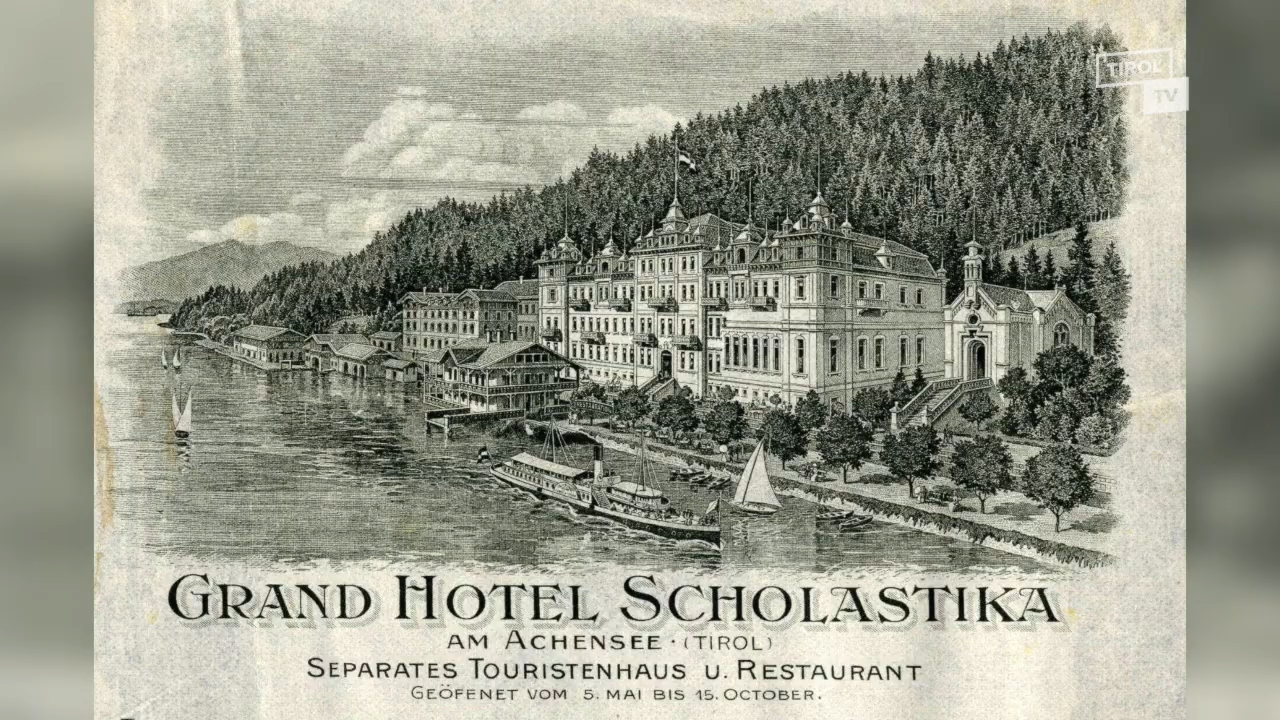 TIROL
TV
GRAND HOTEL SCHOLASTIKA
AM ACHENSEE · (TIROL)
SEPARATES TOURISTENHAUS U. RESTAURANT
GEÖFENET VOM 5. MAI BIS 15. OCTOBER.